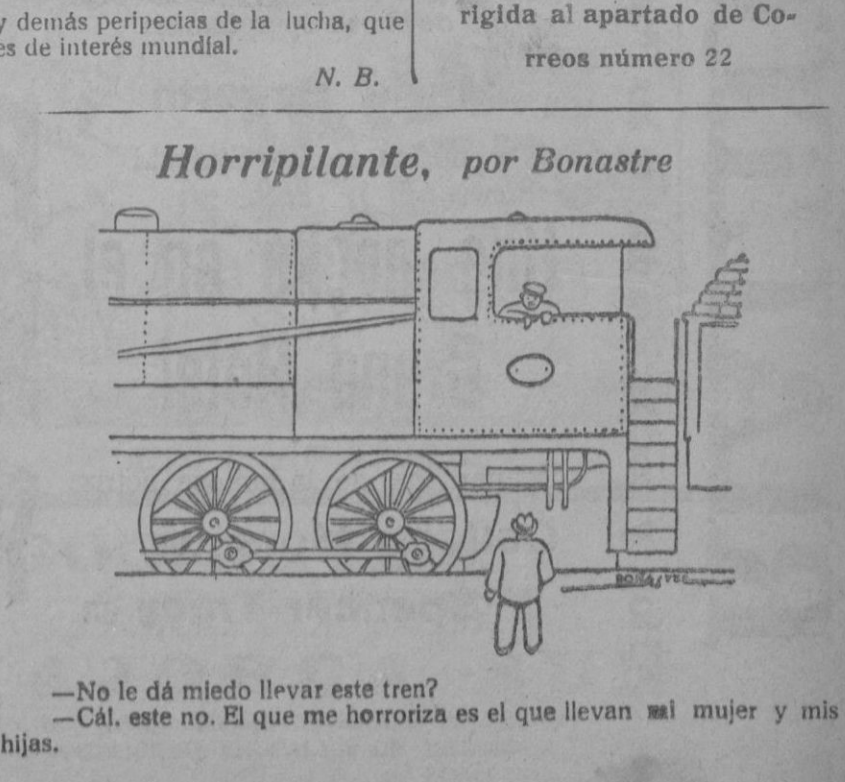 y demás peripecias de la lucha, que
es de interés mundial.
N. B.
rigida al apartado de Co-
rreos número 22
Horripilante, por Bonastre
BONASTRE
—No le dá miedo llevar este tren?
—Cál. este no. El que me horroriza es el que llevan mi mujer y mis
hijas.